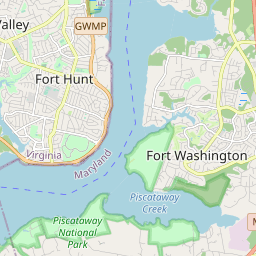 Valley
GWMP
Fort Hunt
Virginia
Maryland
Fort Washington
Piscataway
Creek
Piscataway
National
Park
M